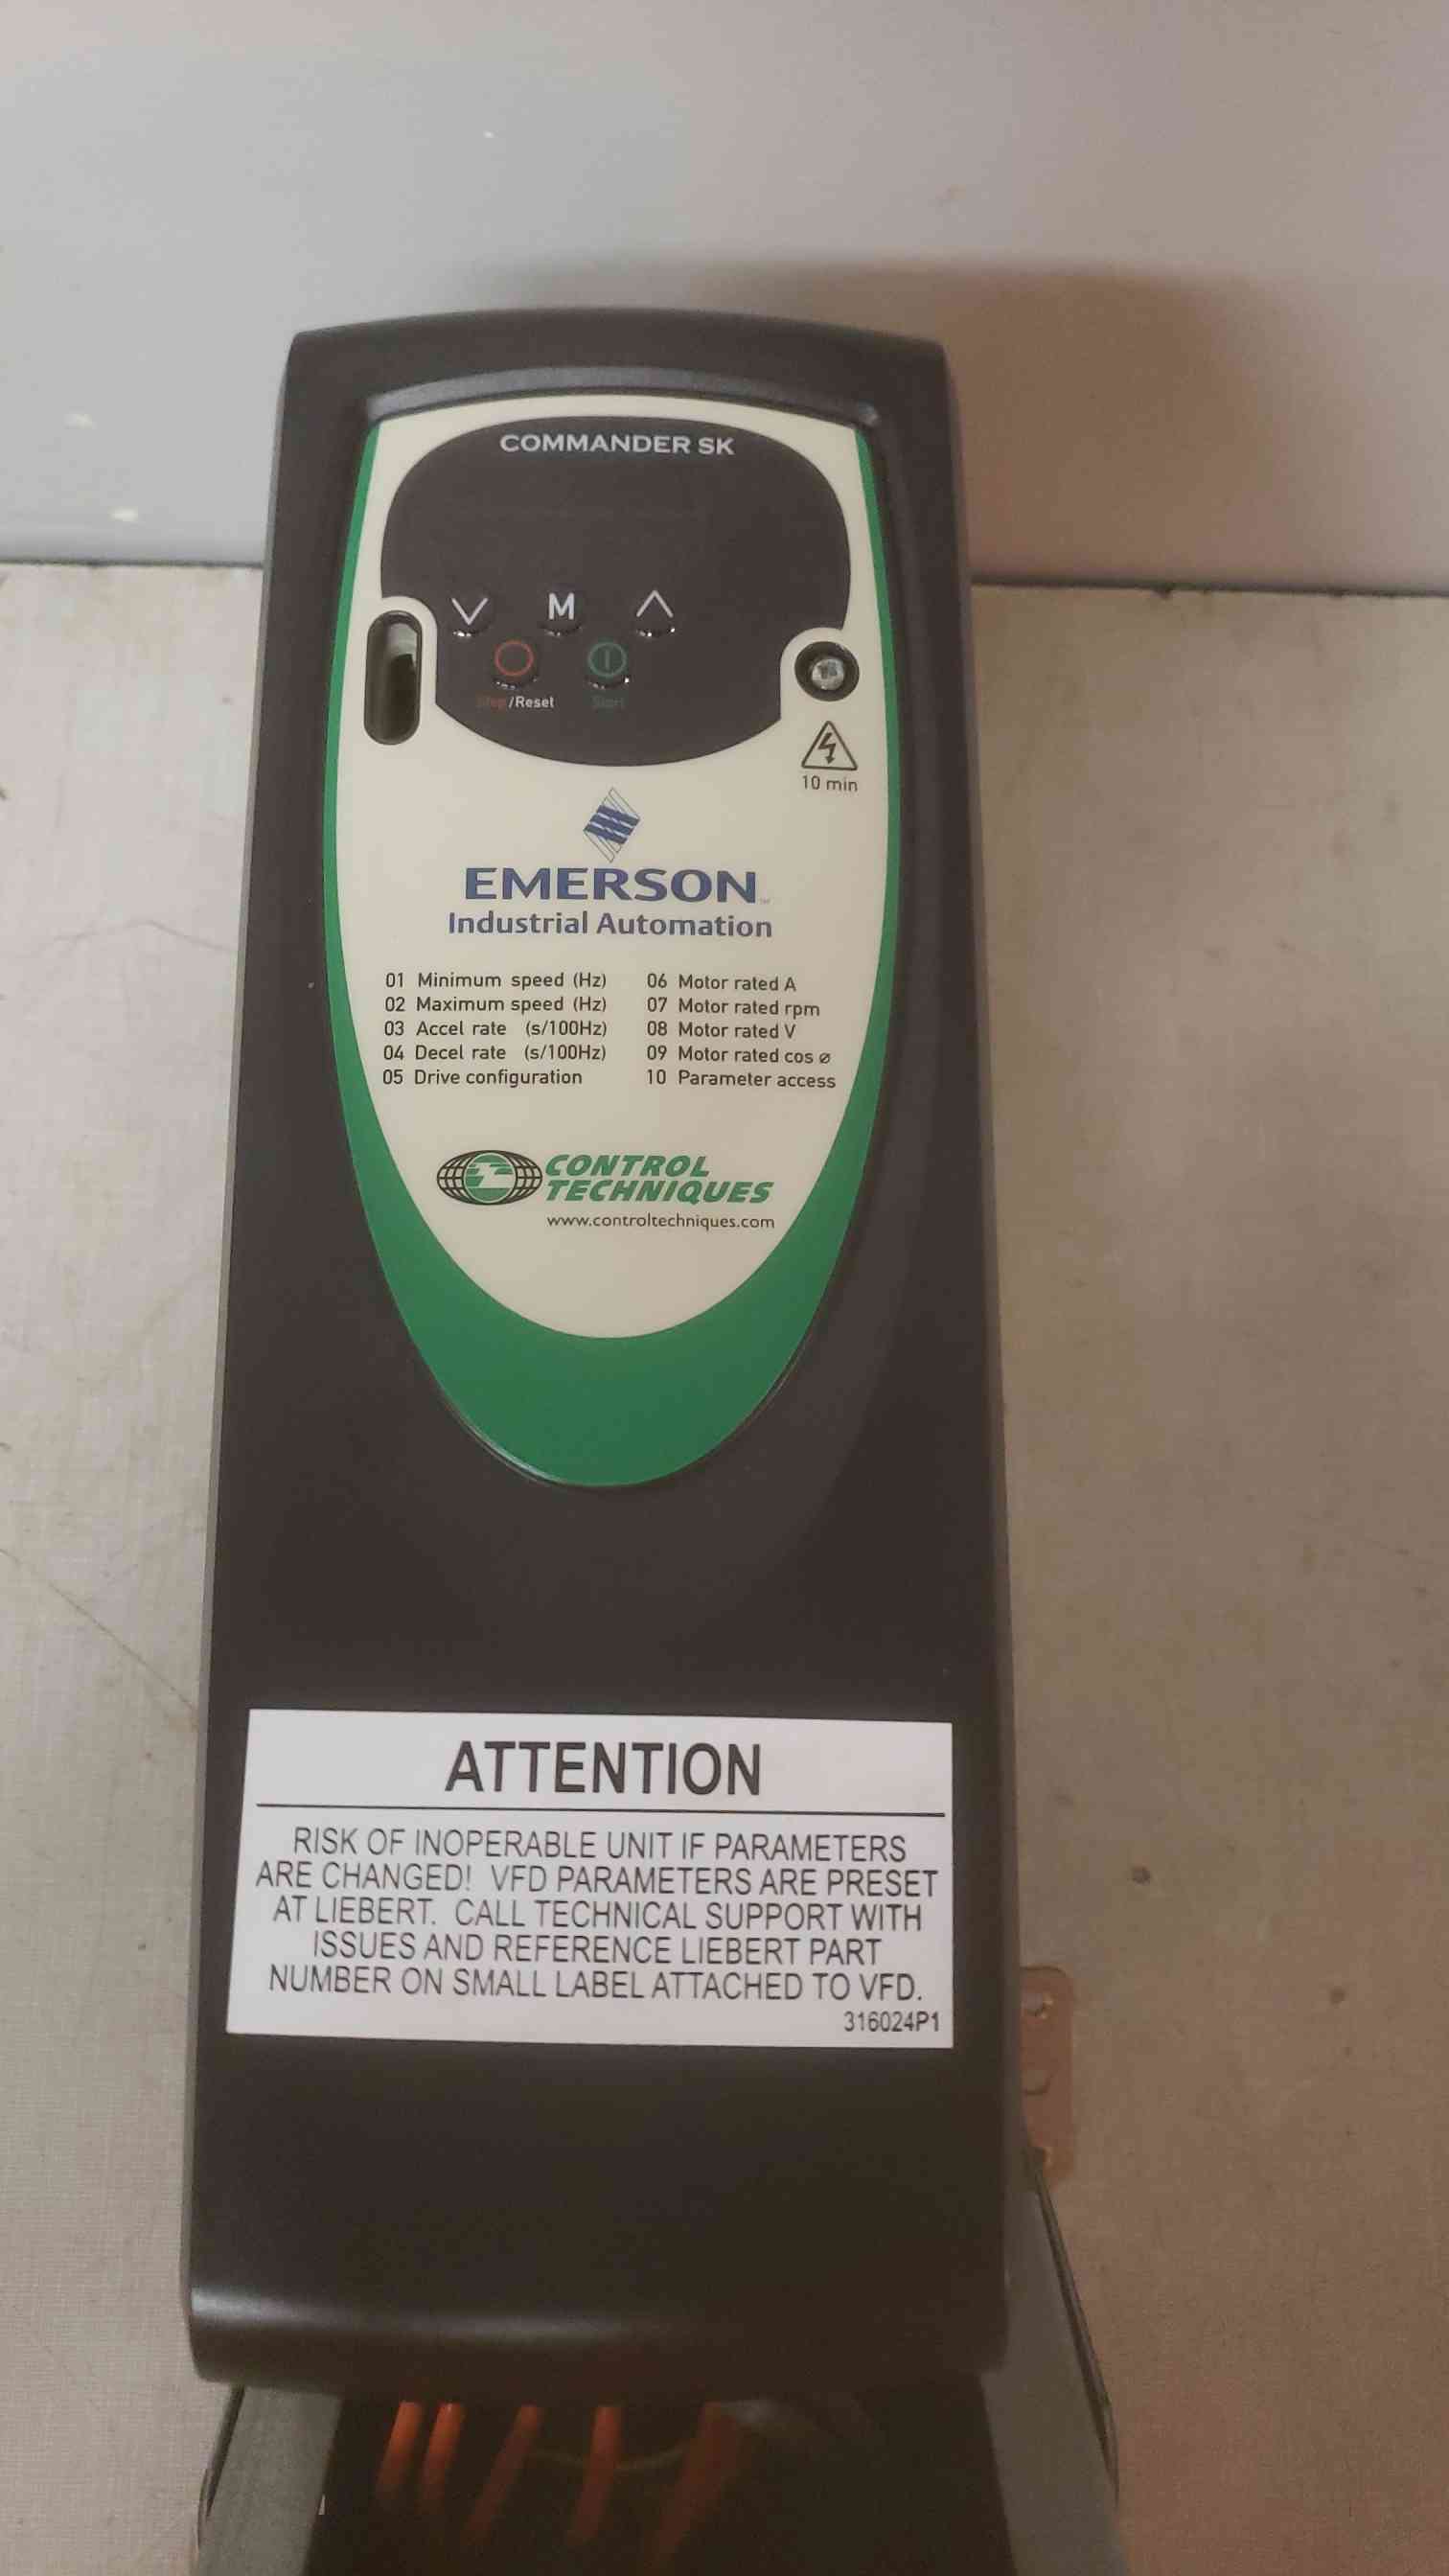 COMMANDER SK
M
Stop/Reset
Start
10 min
EMERSON™
Industrial Automation
01 Minimum speed (Hz)
02 Maximum speed (Hz)
03 Accel rate (s/100Hz)
04 Decel rate (s/100Hz)
05 Drive configuration
06 Motor rated A
07 Motor rated rpm
08 Motor rated V
09 Motor rated cos ø
10 Parameter access
CONTROL
TECHNIQUES
www.controltechniques.com
ATTENTION
RISK OF INOPERABLE UNIT IF PARAMETERS
ARE CHANGED! VFD PARAMETERS ARE PRESET
AT LIEBERT. CALL TECHNICAL SUPPORT WITH
ISSUES AND REFERENCE LIEBERT PART
NUMBER ON SMALL LABEL ATTACHED TO VFD.
316024P1